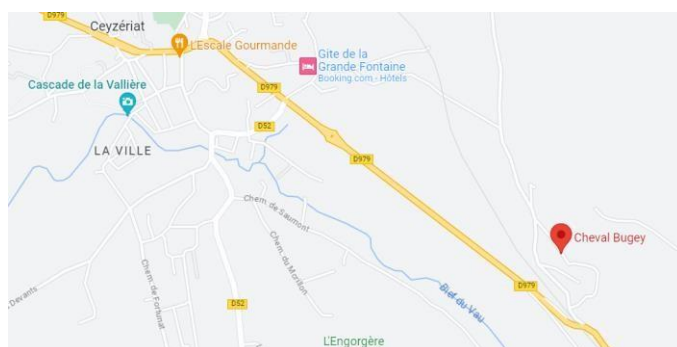 D979
Ceyzériat
L'Escale Gourmande
Gite de la
Grande Fontaine
Booking.com - Hôtels
Cascade de la Vallière
D979
D52
LA VILLE
D979
Chem. de Saumont
Cheval Bugey
Chem. du Morillon
Chem. de Fortunat
Devants
D52
Bief du Vau
D979
L'Engorgère